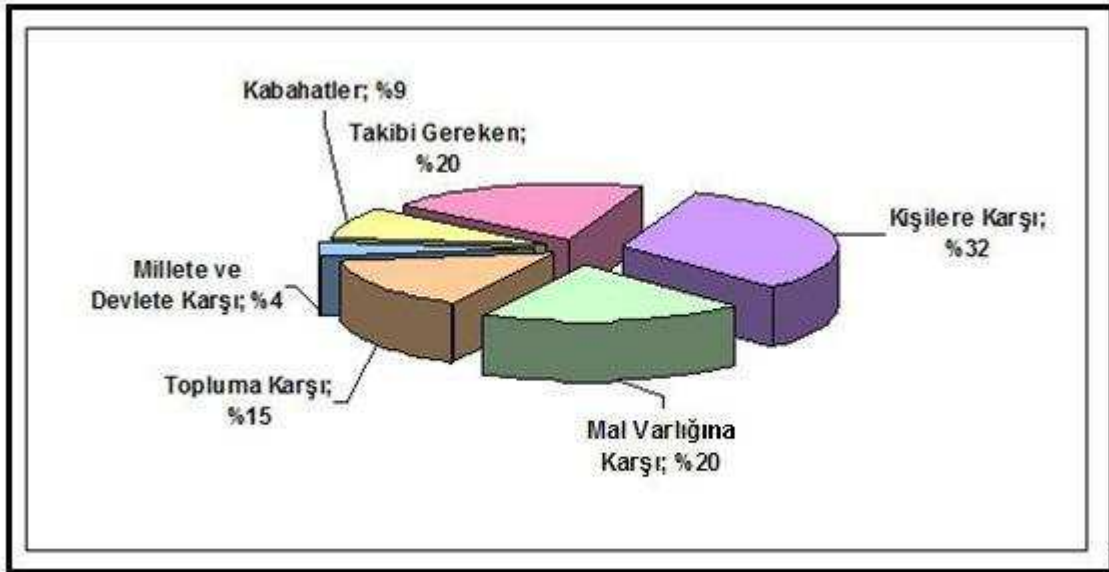 Kabahatler; %9
Takibi Gereken;
%20
Kişilere Karşı;
%32
Millete ve
Devlete Karşı; %4
Topluma Karşı;
%15
Mal Varlığına
Karşı; %20